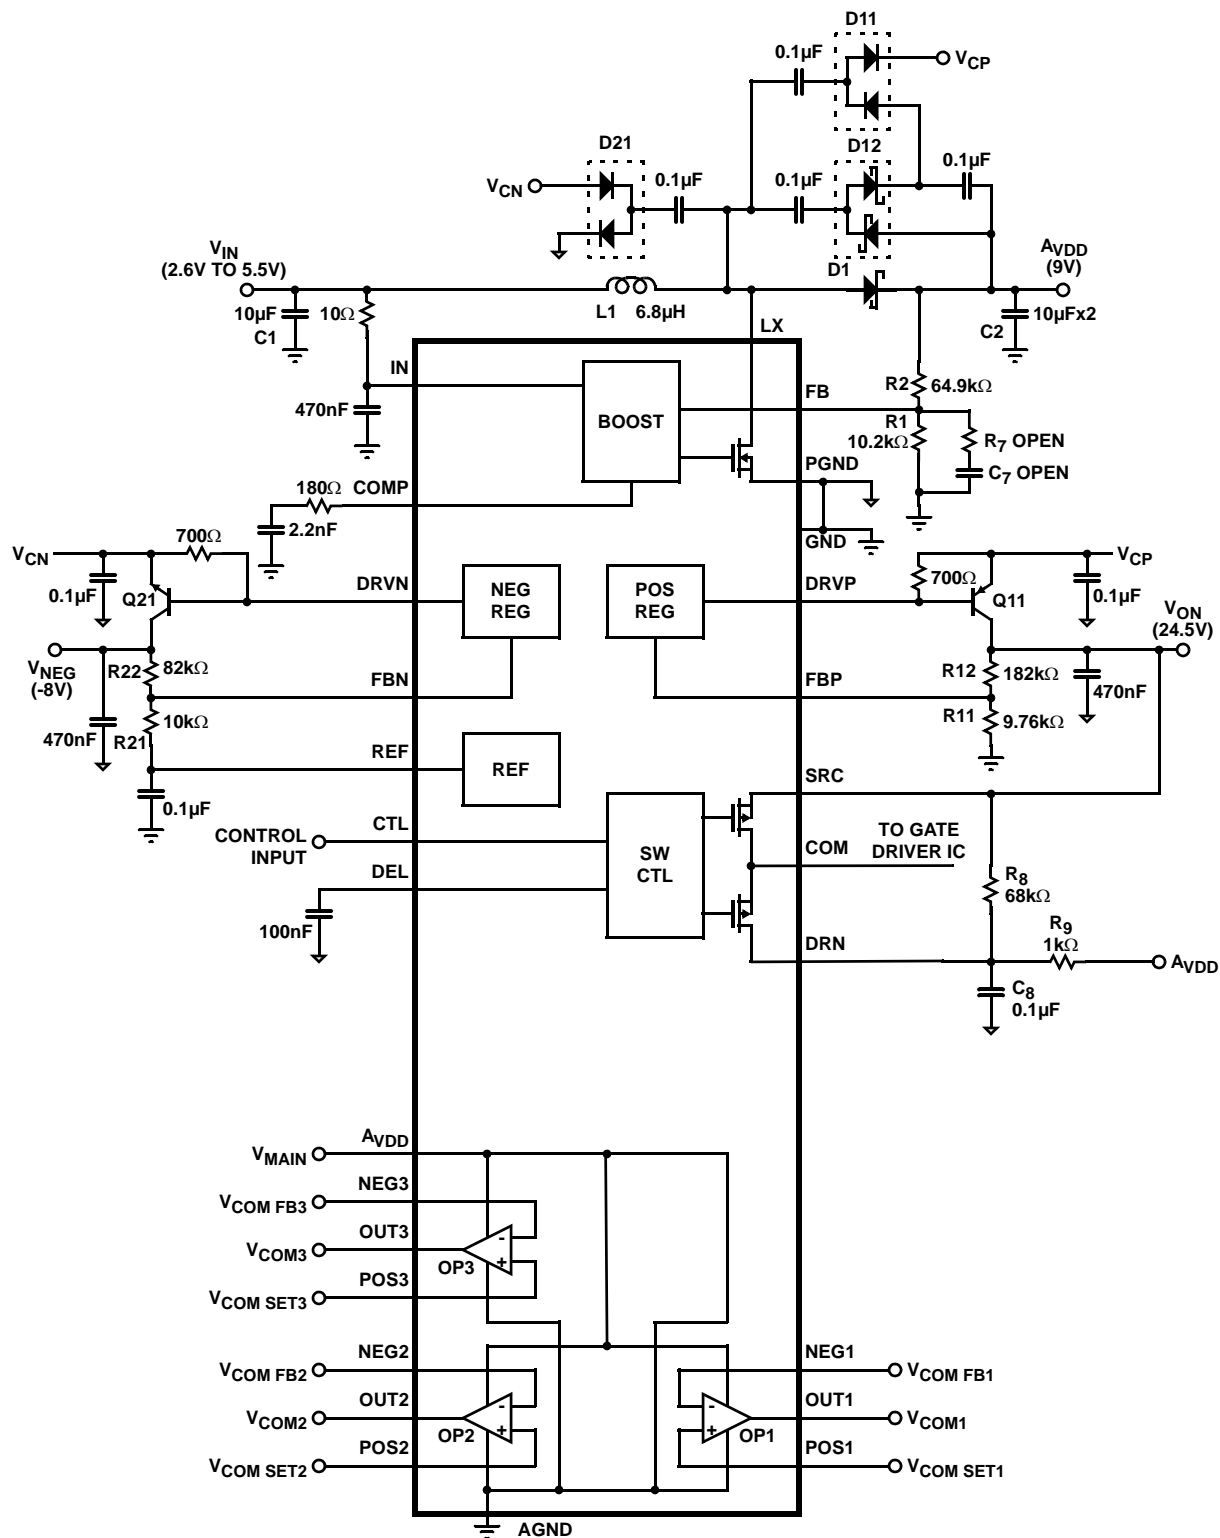 D11
0.1µF
VCP
D12
D21
0.1µF
0.1µF
0.1µF
VCN
VIN
(2.6V TO 5.5V)
AVDD
(9V)
D1
10µF
C1
10Ω
L1
6.8µH
LX
C2
10µFx2
IN
FB
R2
64.9kΩ
470nF
BOOST
R1
10.2kΩ
R7 OPEN
PGND
C7 OPEN
180Ω
COMP
2.2nF
GND
VCN
700Ω
VCP
0.1µF
Q21
DRVN
NEG
REG
POS
REG
DRVP
700Ω
Q11
0.1µF
VON
(24.5V)
VNEG
(-8V)
R22
82kΩ
FBN
FBP
R12
182kΩ
470nF
470nF
R21
10kΩ
R11
9.76kΩ
REF
REF
0.1µF
SRC
CONTROL
INPUT
CTL
SW
CTL
COM
TO GATE
DRIVER IC
DEL
100nF
R8
68kΩ
R9
1kΩ
DRN
AVDD
C8
0.1µF
AVDD
VMAIN
NEG3
VCOM FB3
OUT3
-
VCOM3
OP3
+
POS3
VCOM SET3
NEG2
NEG1
VCOM FB2
VCOM FB1
OUT2
-
-
OUT1
VCOM2
VCOM1
OP2
+
+
OP1
POS2
POS1
VCOM SET2
VCOM SET1
AGND